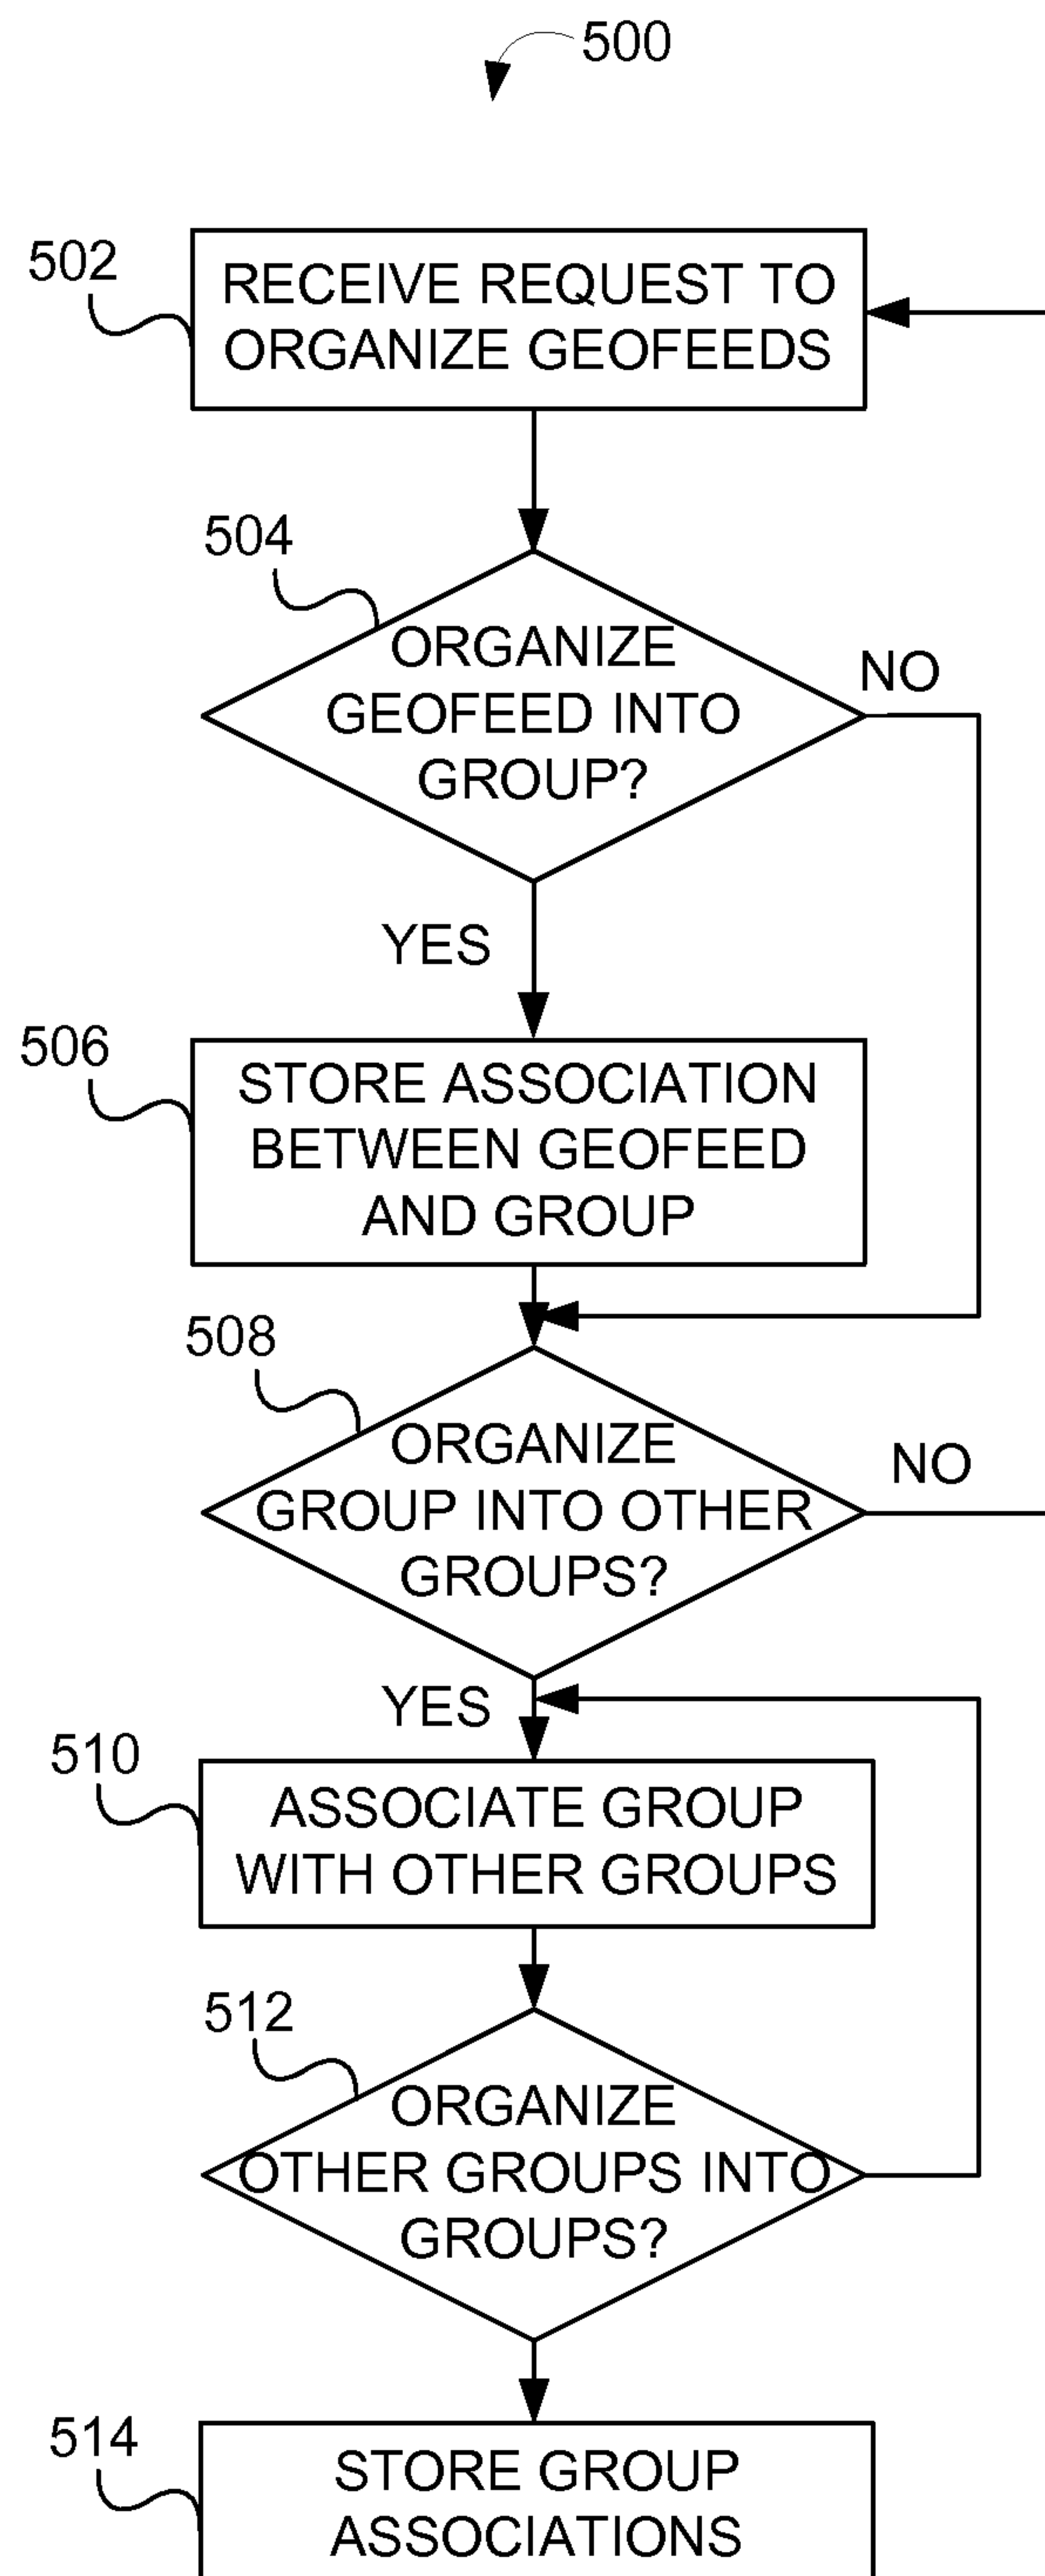 500
502
RECEIVE REQUEST TO
ORGANIZE GEOFEEDS
504
ORGANIZE
GEOFEED INTO
GROUP?
NO
YES
506
STORE ASSOCIATION
BETWEEN GEOFEED
AND GROUP
508
ORGANIZE
GROUP INTO OTHER
GROUPS?
NO
YES
510
ASSOCIATE GROUP
WITH OTHER GROUPS
512
ORGANIZE
OTHER GROUPS INTO
GROUPS?
514
STORE GROUP
ASSOCIATIONS